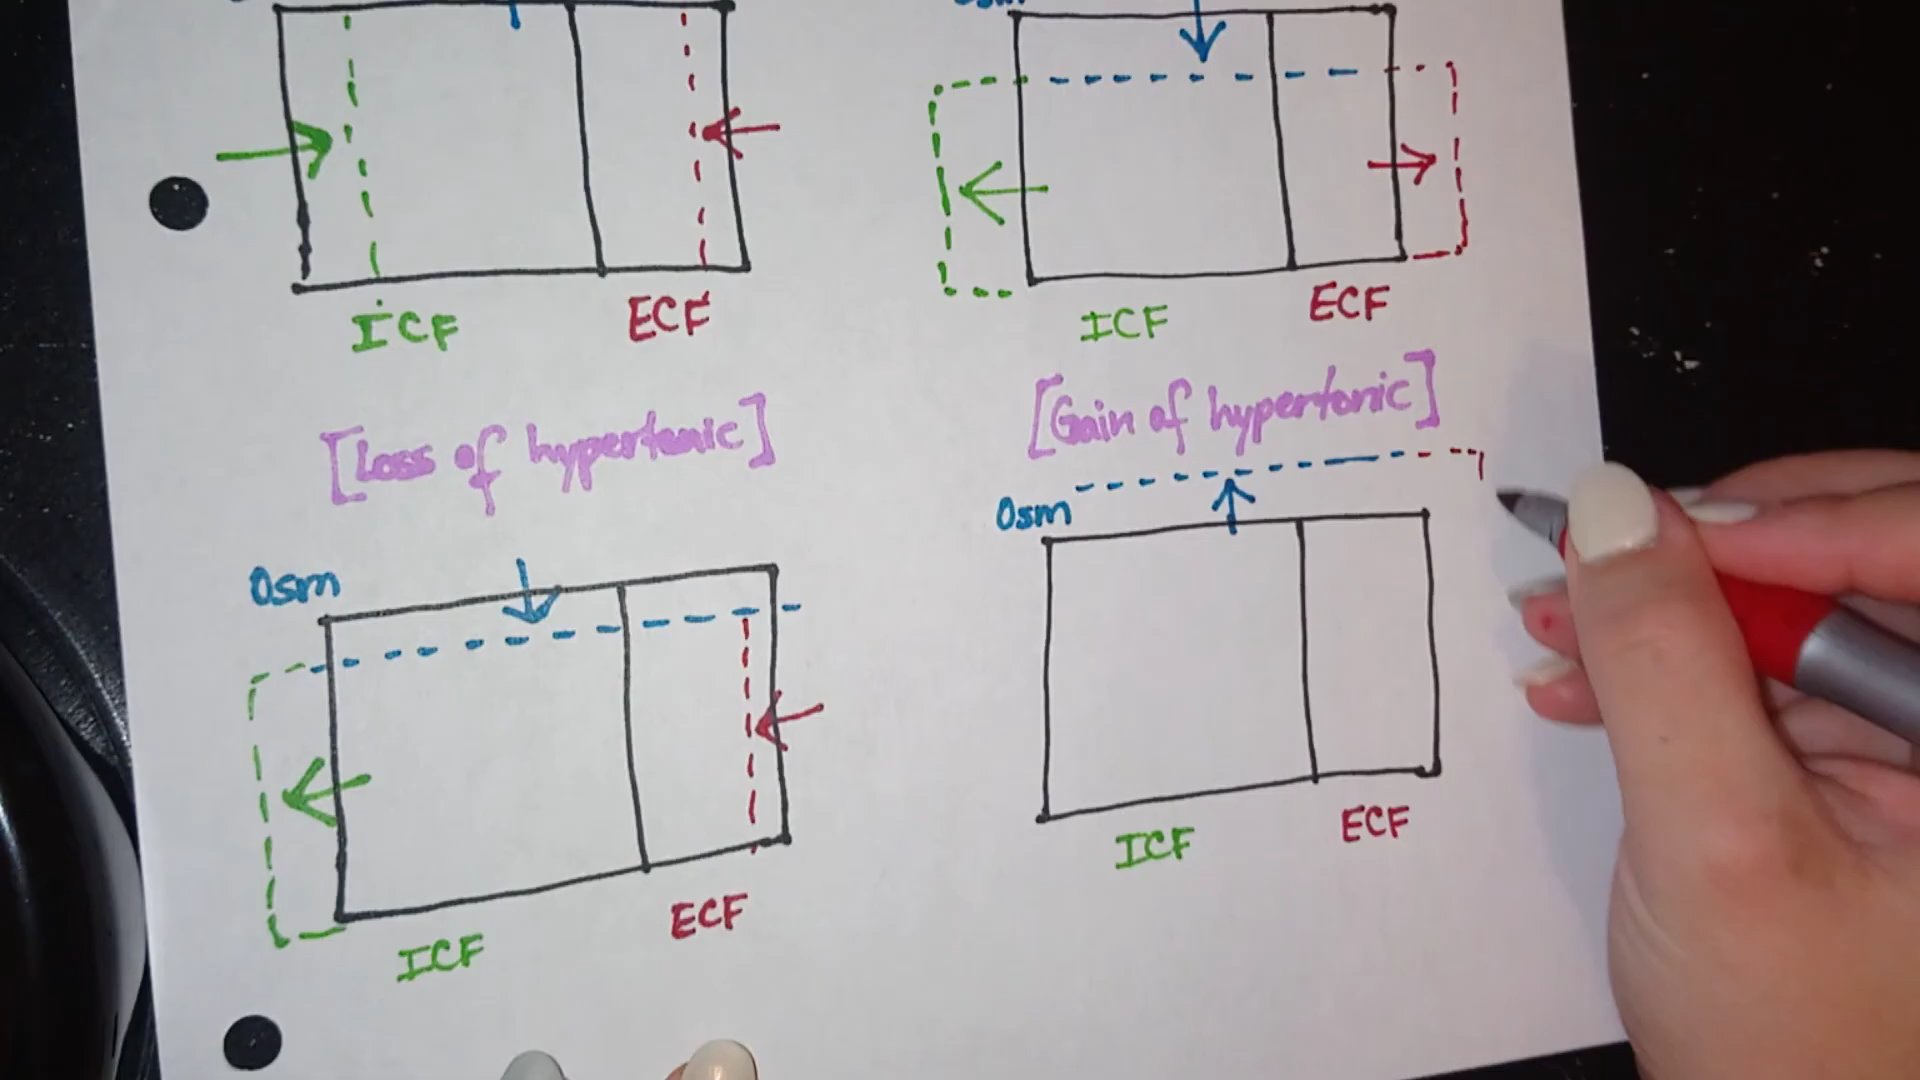 Osm
ICF
ECF
ICF
ECF
[Loss of hypertonic]
[Gain of hypertonic]
Osm
Osm
ICF
ECF
ICF
ECF